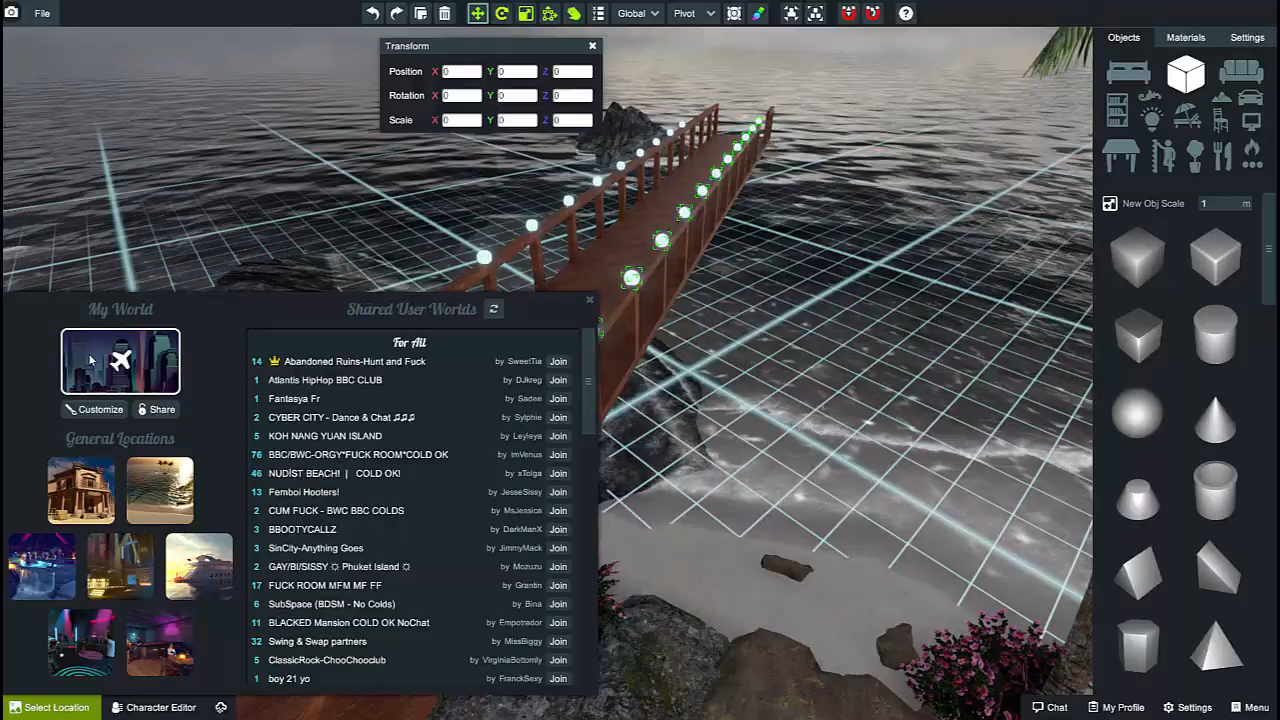 File
Global
Pivot
Objects
Materials
Settings
Transform
Position X 0 Y 0 Z 0
Rotation X 0 Y 0 Z 0
Scale X 0 Y 0 Z 0
New Obj Scale 1 m
My World
Customize
Share
General Locations
Shared User Worlds
For All
14 Abandoned Ruins-Hunt and Fuck by SweetTia Join
1 Atlantis HipHop BBC CLUB by DJkreg Join
1 Fantasya Fr by Sadee Join
2 CYBER CITY - Dance & Chat ♫♫♫ by Sylphie Join
5 KOH NANG YUAN ISLAND by Leyleya Join
76 BBC/BWC-ORGY*FUCK ROOM*COLD OK by imVenus Join
46 NUDİST BEACH! | COLD OK! by xTolga Join
13 Femboi Hooters! by JesseSissy Join
2 CUM FUCK - BWC BBC COLDS by MsJessica Join
3 BBOOTYCALLZ by DarkManX Join
3 SinCity-Anything Goes by JimmyMack Join
2 GAY/BI/SISSY ☼ Phuket Island ☼ by Mozuzu Join
17 FUCK ROOM MFM MF FF by Grantin Join
6 SubSpace (BDSM - No Colds) by Bina Join
11 BLACKED Mansion COLD OK NoChat by Empotrador Join
32 Swing & Swap partners by MissBiggy Join
5 ClassicRock-ChooChooclub by VirginiaBottomly Join
1 boy 21 yo by FranckSexy Join
Select Location
Character Editor
Chat
My Profile
Settings
Menu